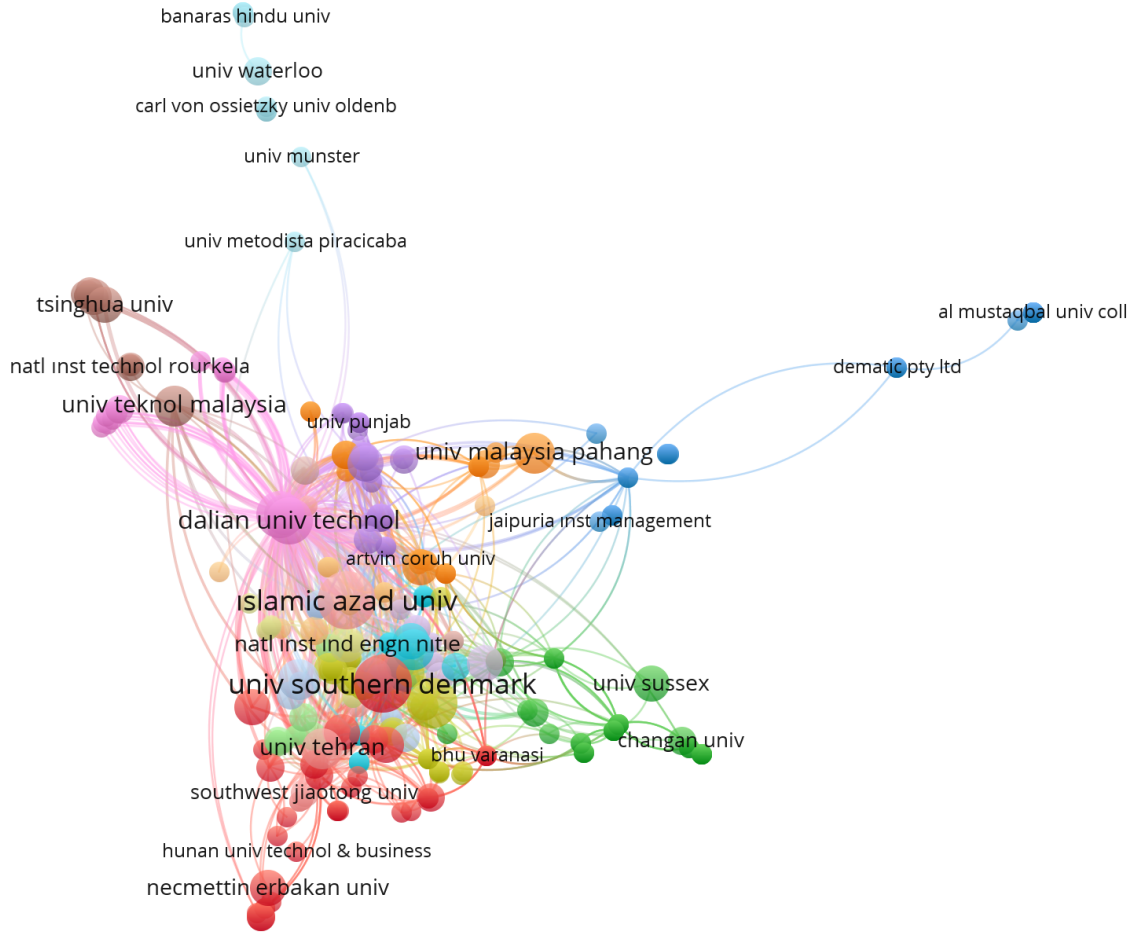 banaras hindu univ
univ waterloo
carl von ossietzky univ oldenb
univ munster
univ metodista piracicaba
tsinghua univ
al mustaqbal univ coll
natl ınst technol rourkela
dematic pty ltd
univ teknol malaysia
univ punjab
univ malaysia pahang
dalian univ technol
jaipuria ınst management
artvin coruh univ
ıslamic azad univ
natl ınst ınd engn nıtıe
univ southern denmark
univ sussex
univ tehran
changan univ
bhu varanasi
southwest jiaotong univ
hunan univ technol & business
necmettin erbakan univ